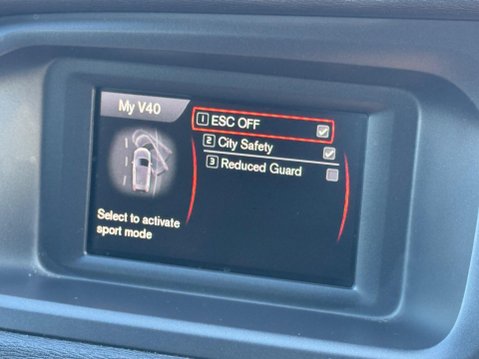 My V40
1 ESC OFF
2 City Safety
3 Reduced Guard
Select to activate
sport mode